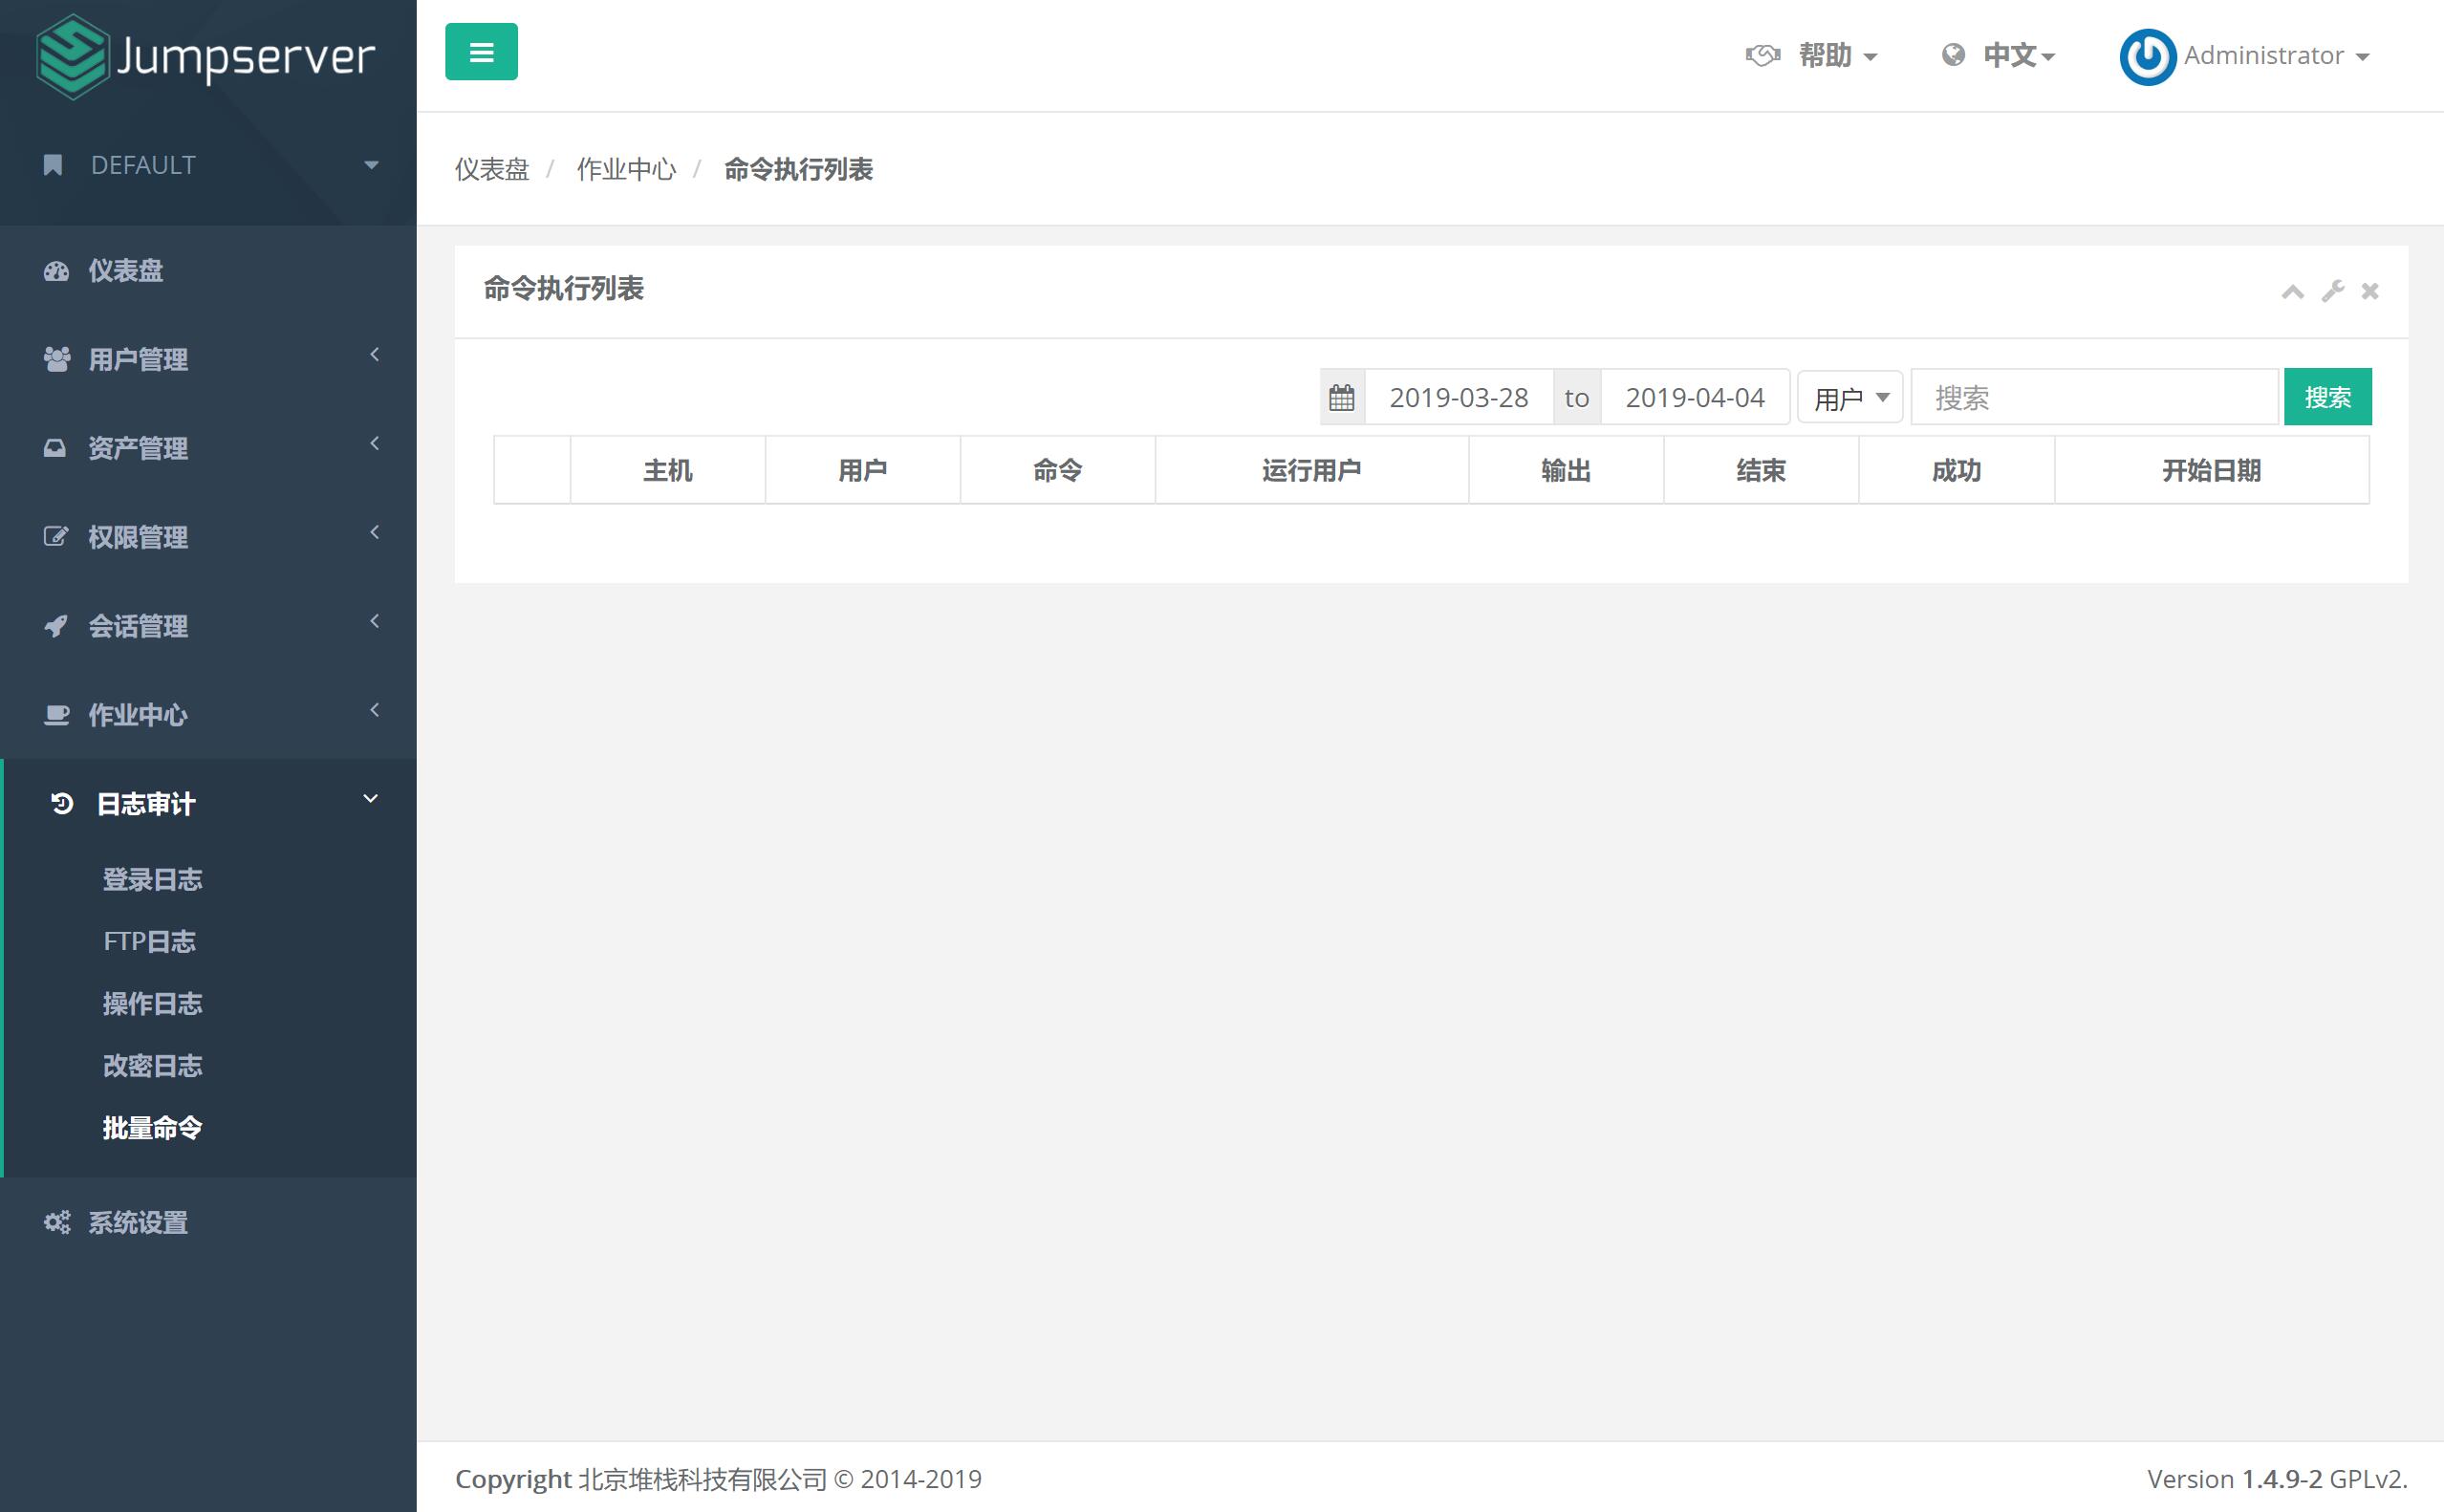 Jumpserver
DEFAULT
仪表盘
用户管理
资产管理
权限管理
会话管理
作业中心
日志审计
登录日志
FTP日志
操作日志
改密日志
批量命令
系统设置
帮助 中文 Administrator
仪表盘 / 作业中心 / 命令执行列表
命令执行列表
2019-03-28 to 2019-04-04 用户 搜索 搜索
主机 用户 命令 运行用户 输出 结束 成功 开始日期
Copyright 北京堆栈科技有限公司 © 2014-2019
Version 1.4.9-2 GPLv2.